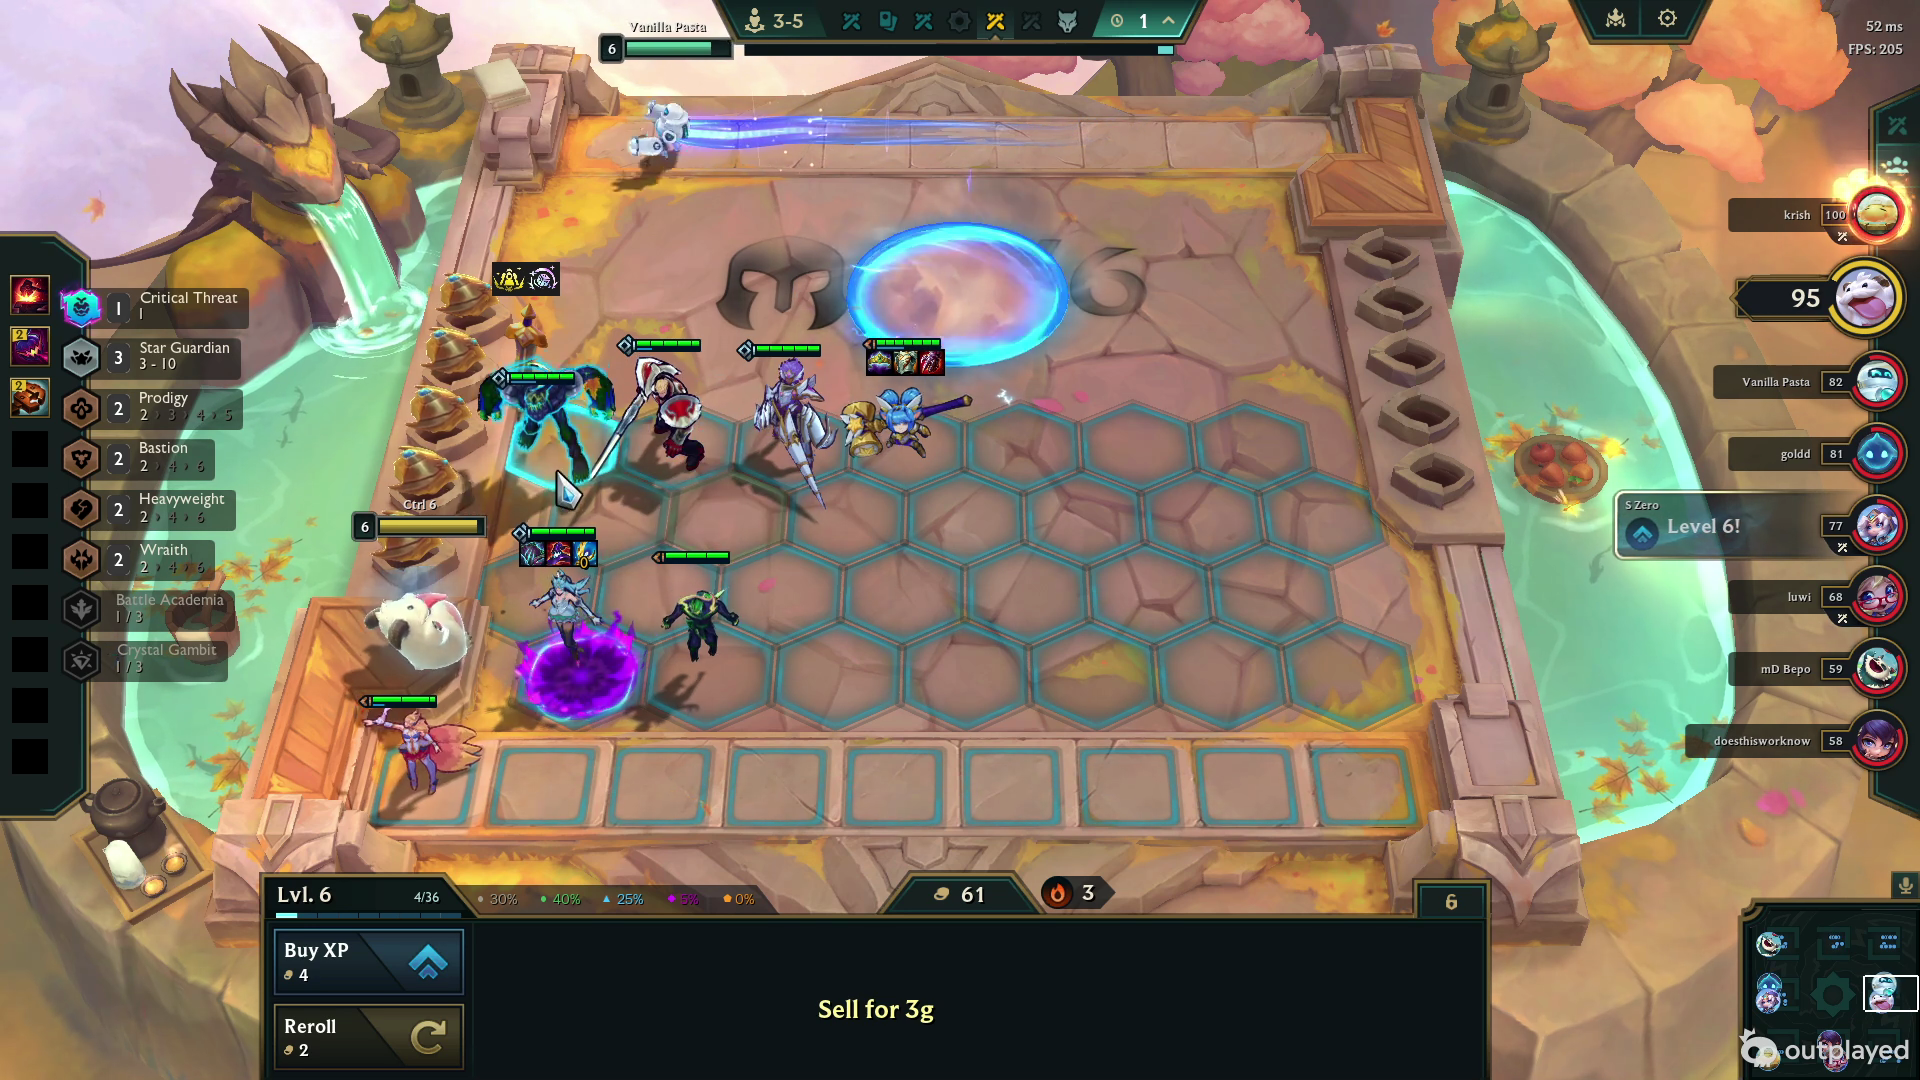 Vanilla Pasta
6
3-5
1
52 ms
FPS: 205
1
Critical Threat
1
3
Star Guardian
3 - 10
2
Prodigy
2 › 3 › 4 › 5
2
Bastion
2 › 4 › 6
2
Heavyweight
2 › 4 › 6
2
Wraith
2 › 4 › 6
Battle Academia
1 / 3
Crystal Gambit
1 / 3
2
2
krish 100
95
Vanilla Pasta 82
goldd 81
S Zero
Level 6!
77
luwi 68
mD Bepo 59
doesthisworknow 58
6
Ctrl 6
6
0
Lvl. 6
4/36
30%
40%
25%
5%
0%
61
3
6
Buy XP
4
Reroll
2
Sell for 3g
outplayed